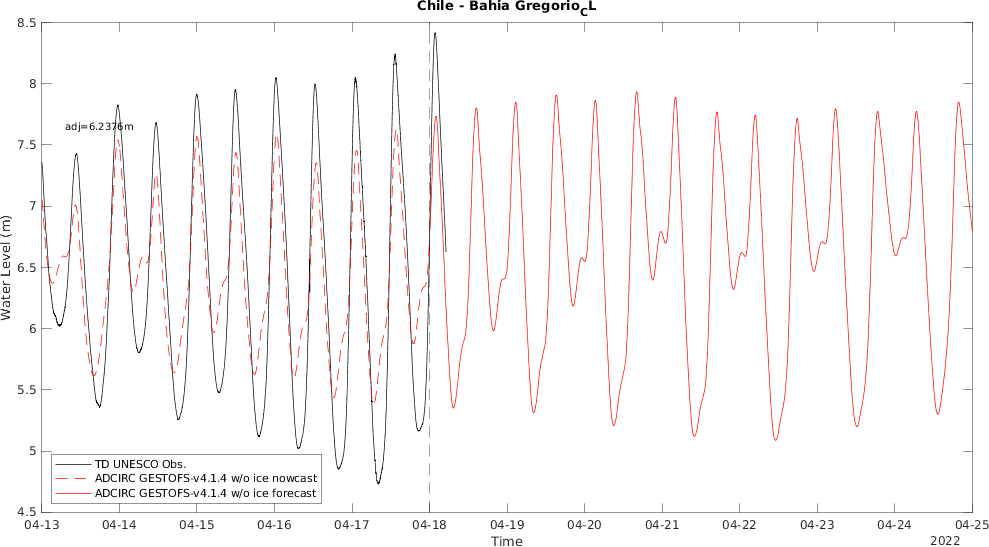 Chile - Bahia Gregorio_CL
8.5
8
7.5
7
6.5
6
5.5
5
4.5
Water Level (m)
adj=6.2376m
TD UNESCO Obs.
ADCIRC GESTOFS-v4.1.4 w/o ice nowcast
ADCIRC GESTOFS-v4.1.4 w/o ice forecast
04-13 04-14 04-15 04-16 04-17 04-18 04-19 04-20 04-21 04-22 04-23 04-24 04-25
Time
2022